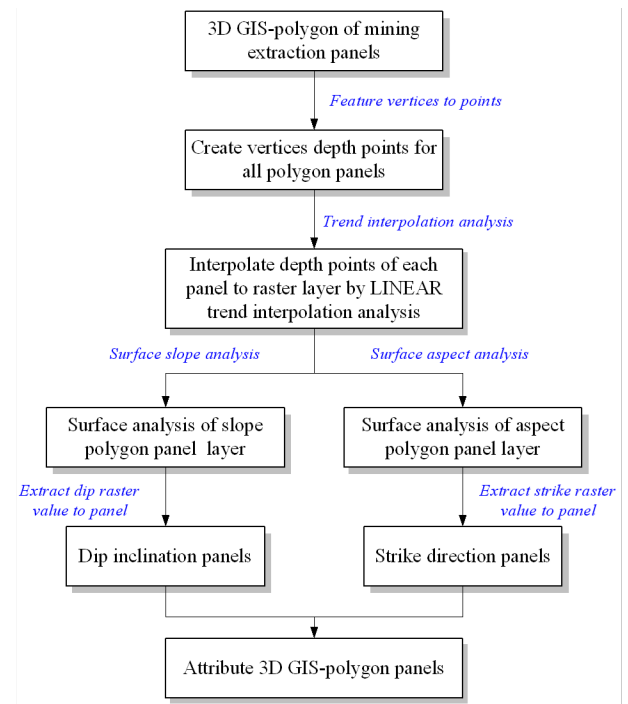 3D GIS-polygon of mining
extraction panels
Feature vertices to points
Create vertices depth points for
all polygon panels
Trend interpolation analysis
Interpolate depth points of each
panel to raster layer by LINEAR
trend interpolation analysis
Surface slope analysis
Surface aspect analysis
Surface analysis of slope
polygon panel layer
Surface analysis of aspect
polygon panel layer
Extract dip raster
value to panel
Extract strike raster
value to panel
Dip inclination panels
Strike direction panels
Attribute 3D GIS-polygon panels